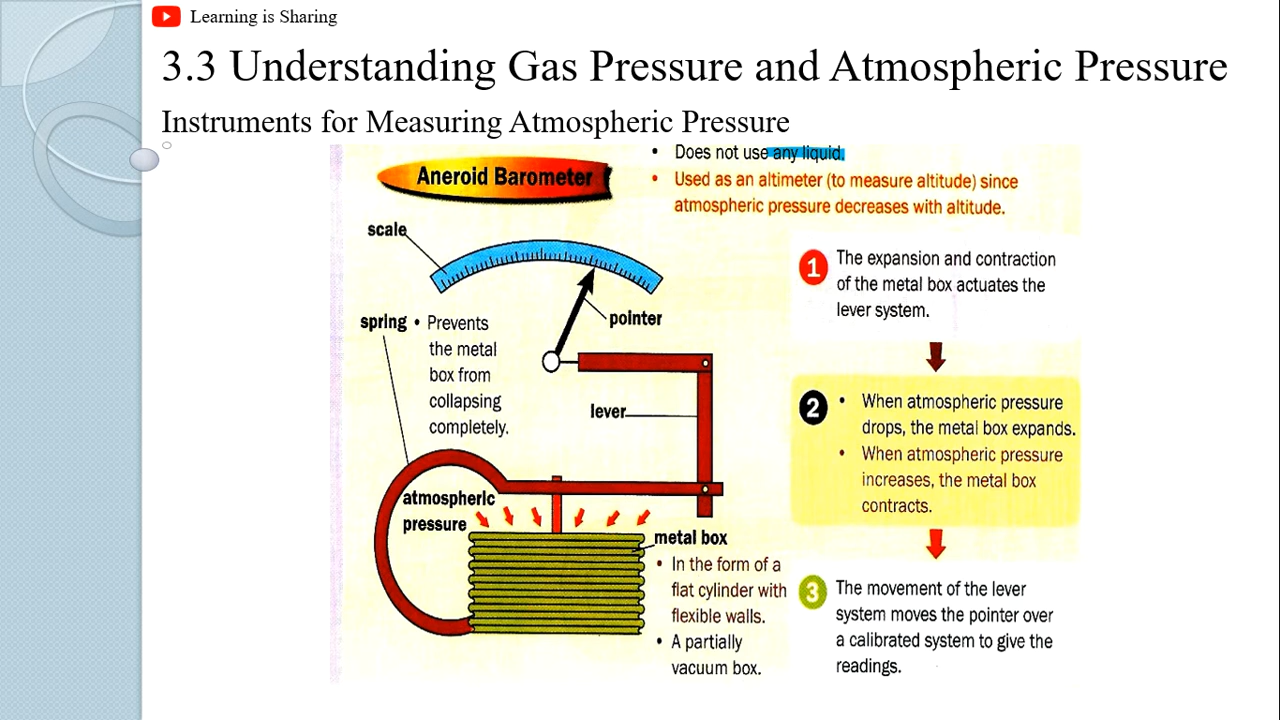 Learning is Sharing
3.3 Understanding Gas Pressure and Atmospheric Pressure
Instruments for Measuring Atmospheric Pressure
Aneroid Barometer
• Does not use any liquid.
• Used as an altimeter (to measure altitude) since
atmospheric pressure decreases with altitude.
scale
pointer
spring
• Prevents
the metal
box from
collapsing
completely.
lever
atmospheric
pressure
metal box
• In the form of a
flat cylinder with
flexible walls.
• A partially
vacuum box.
1
The expansion and contraction
of the metal box actuates the
lever system.
2
• When atmospheric pressure
drops, the metal box expands.
• When atmospheric pressure
increases, the metal box
contracts.
3
The movement of the lever
system moves the pointer over
a calibrated system to give the
readings.